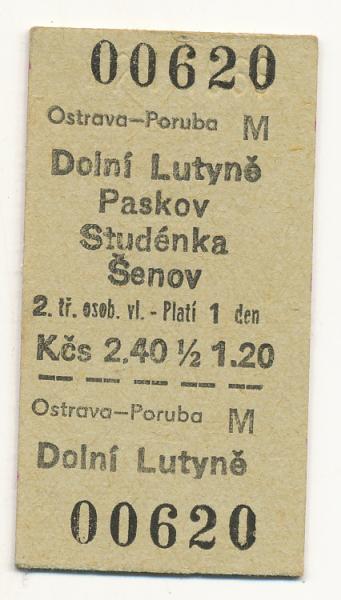 00620
Ostrava—Poruba M
Dolní Lutyně
Paskov
Studénka
Šenov
2. tř. osob. vl. - Platí 1 den
Kčs 2.40 ½ 1.20
Ostrava—Poruba M
Dolní Lutyně
00620